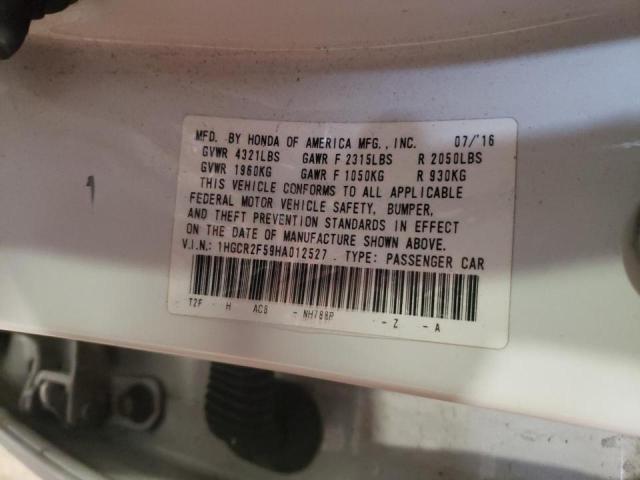 MFD. BY HONDA OF AMERICA MFG., INC. 07/'16
GVWR 4321LBS GAWR F 2315LBS R 2050LBS
GVWR 1960KG GAWR F 1050KG R 930KG
THIS VEHICLE CONFORMS TO ALL APPLICABLE
FEDERAL MOTOR VEHICLE SAFETY, BUMPER,
AND THEFT PREVENTION STANDARDS IN EFFECT
ON THE DATE OF MANUFACTURE SHOWN ABOVE.
V.I.N.: 1HGCR2F59HA012527 TYPE: PASSENGER CAR
T2F - H AC8 - NH788P - Z - A